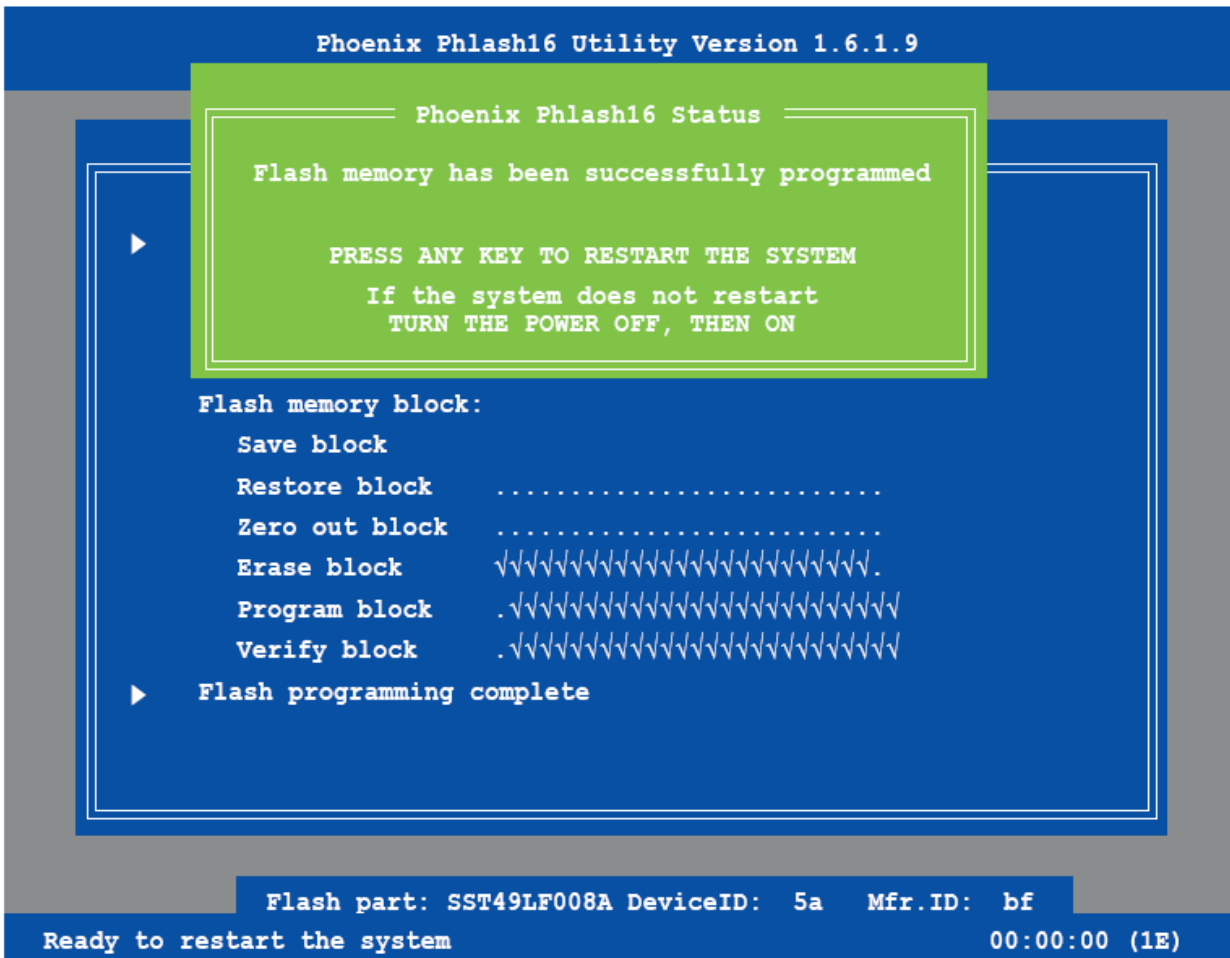 Phoenix Phlash16 Utility Version 1.6.1.9
Phoenix Phlash16 Status
Flash memory has been successfully programmed
PRESS ANY KEY TO RESTART THE SYSTEM
If the system does not restart
TURN THE POWER OFF, THEN ON
Flash memory block:
Save block
Restore block ..........................
Zero out block ..........................
Erase block √√√√√√√√√√√√√√√√√√√√√√√√√.
Program block .√√√√√√√√√√√√√√√√√√√√√√√√√√
Verify block .√√√√√√√√√√√√√√√√√√√√√√√√√√
Flash programming complete
Flash part: SST49LF008A DeviceID: 5a Mfr.ID: bf
Ready to restart the system 00:00:00 (1E)